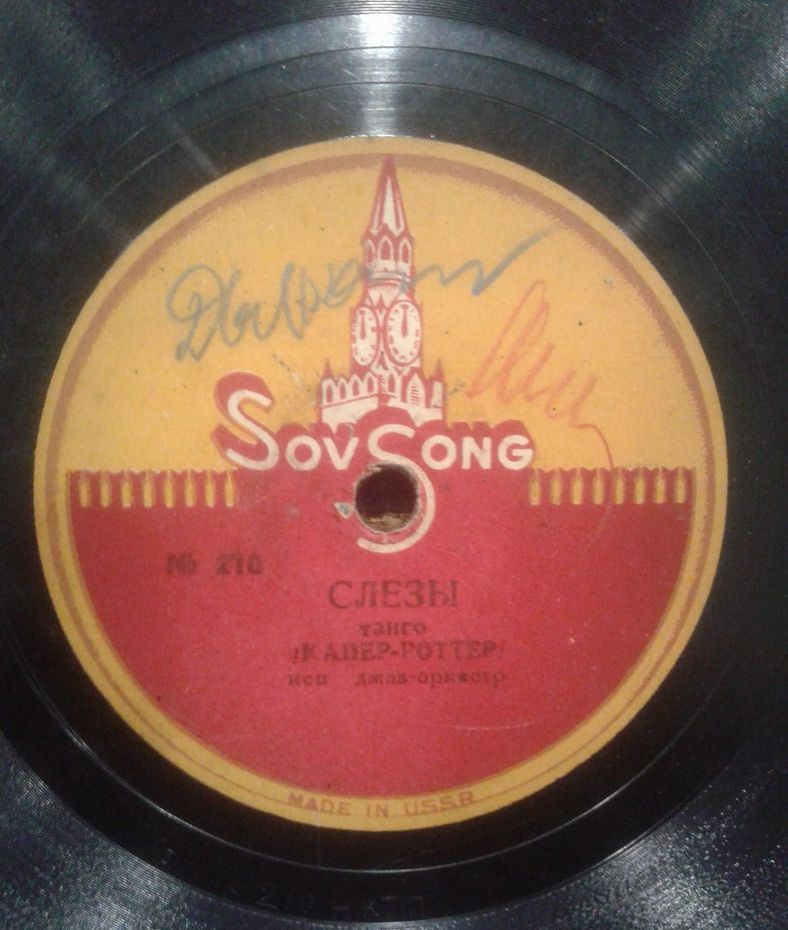 SOVSONG
№ 210
СЛЕЗЫ
танго
/КАПЕР-РОТТЕР/
исп джаз-оркестр
MADE IN USSR